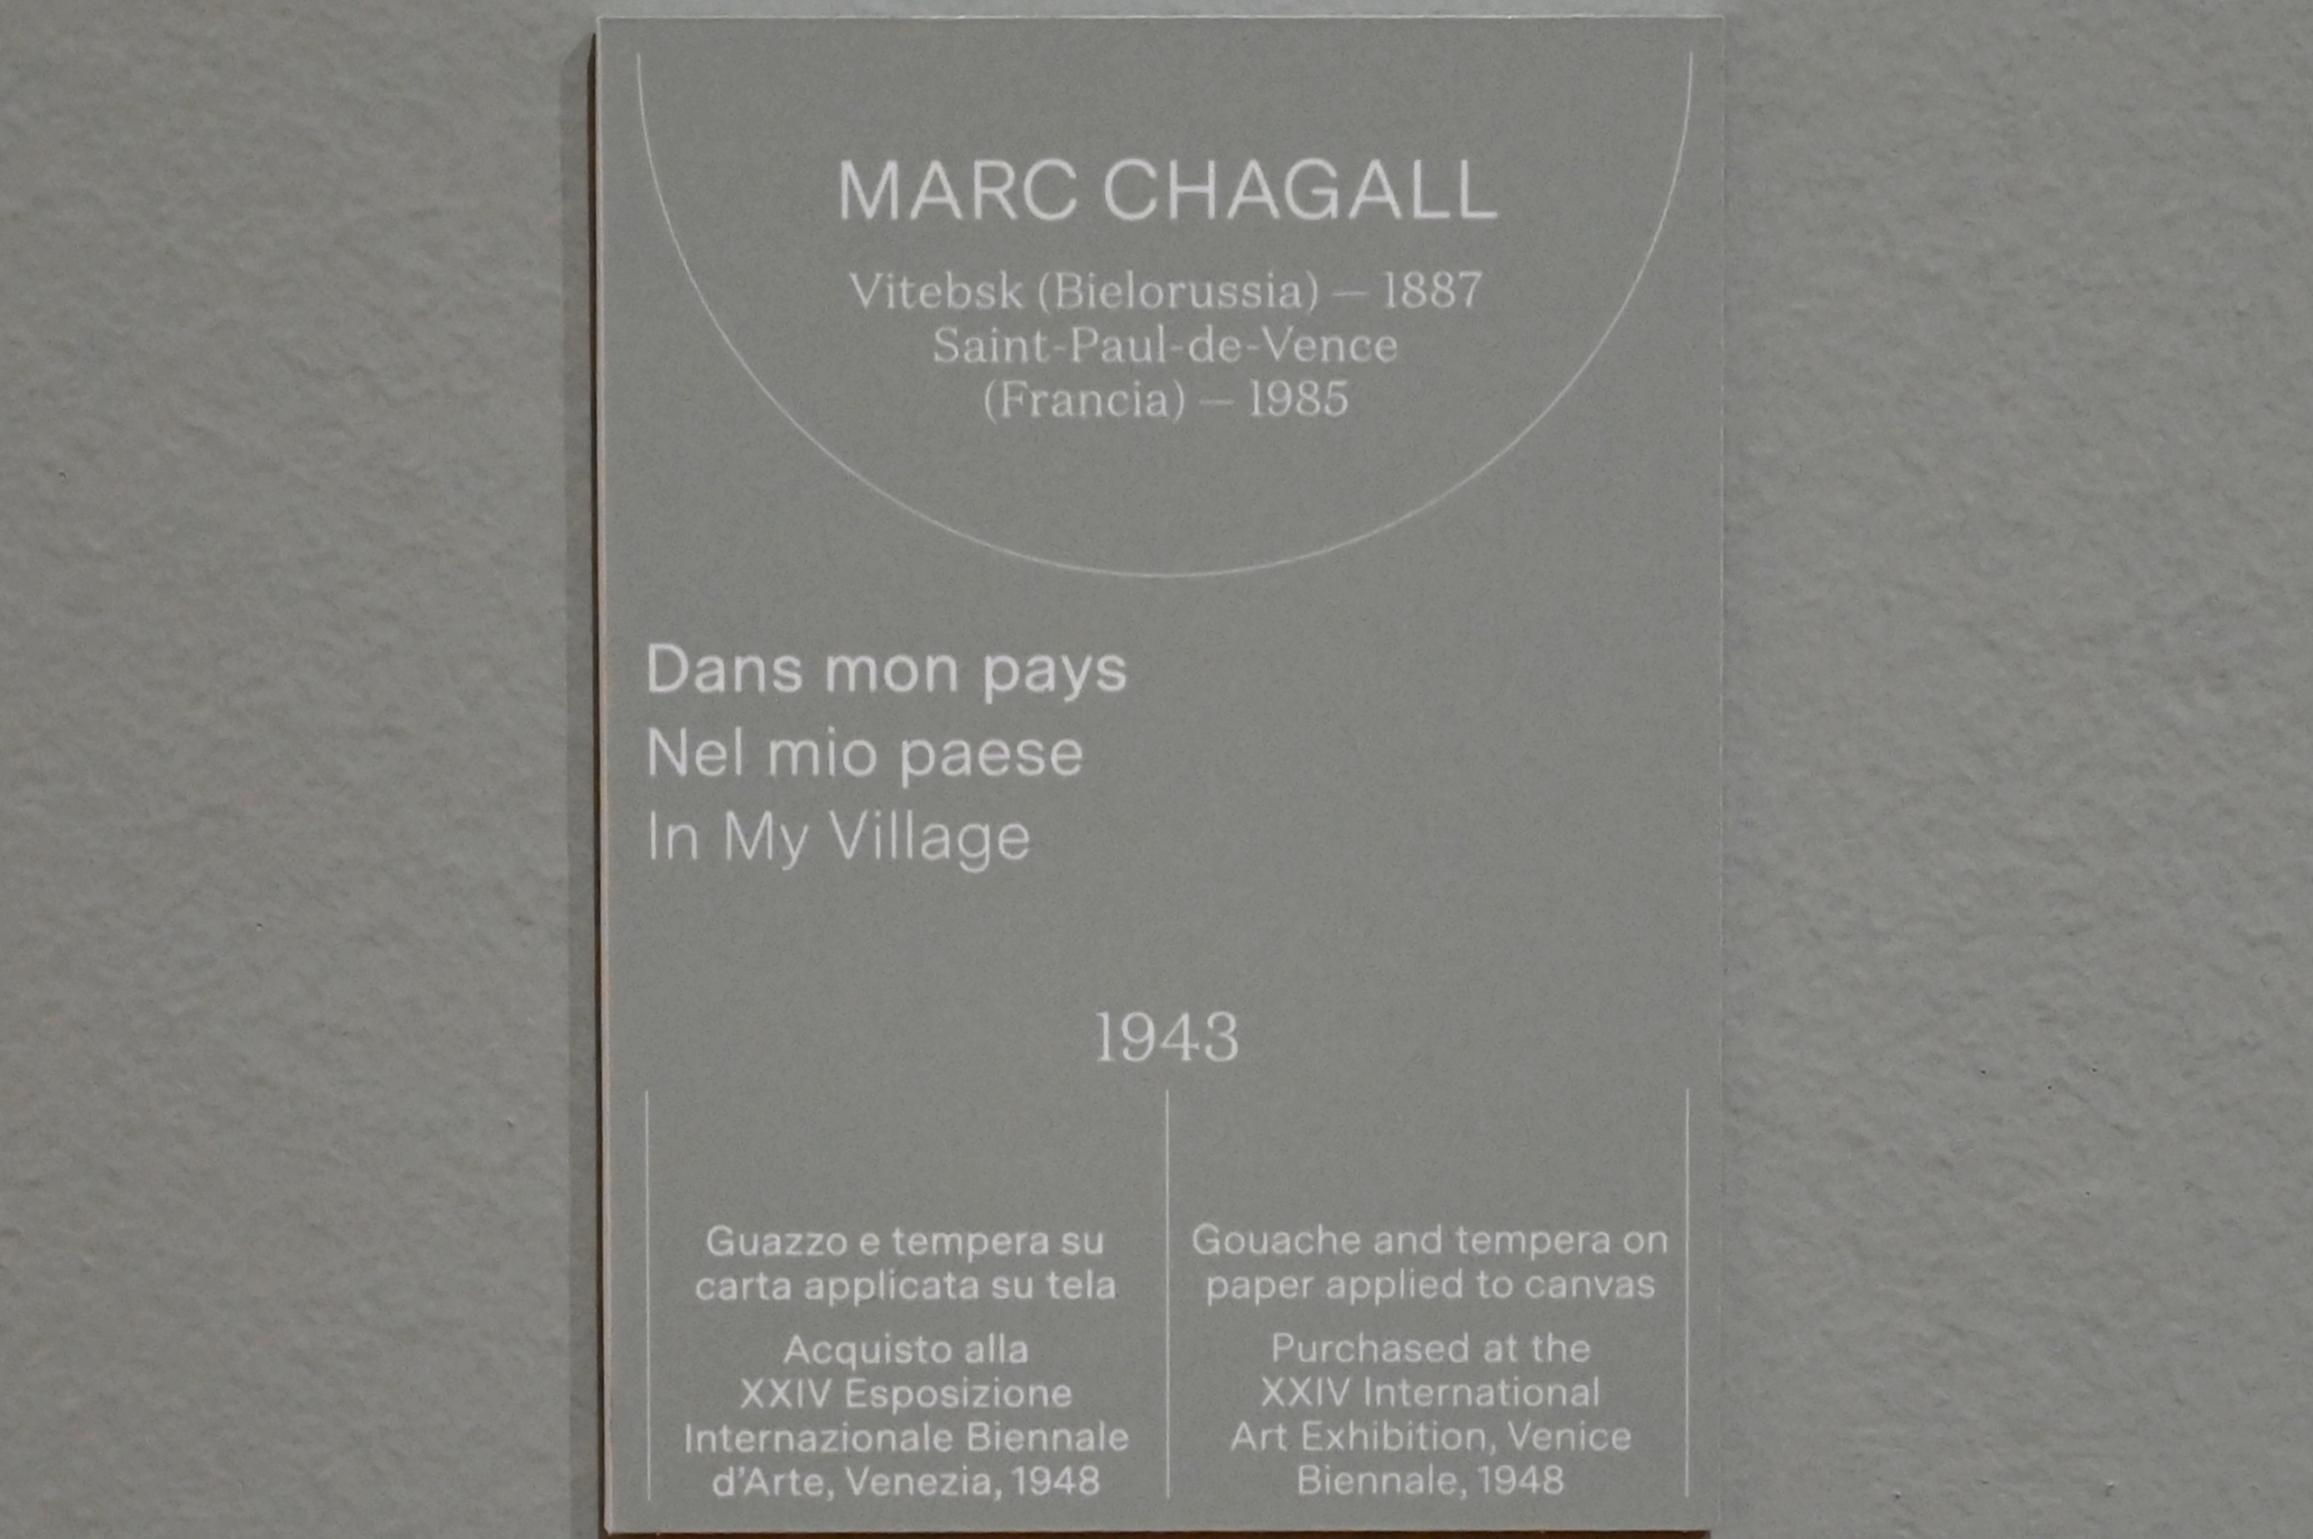 MARC CHAGALL
Vitebsk (Bielorussia) — 1887
Saint-Paul-de-Vence
(Francia) — 1985
Dans mon pays
Nel mio paese
In My Village
1943
Guazzo e tempera su
carta applicata su tela
Acquisto alla
XXIV Esposizione
Internazionale Biennale
d'Arte, Venezia, 1948
Gouache and tempera on
paper applied to canvas
Purchased at the
XXIV International
Art Exhibition, Venice
Biennale, 1948